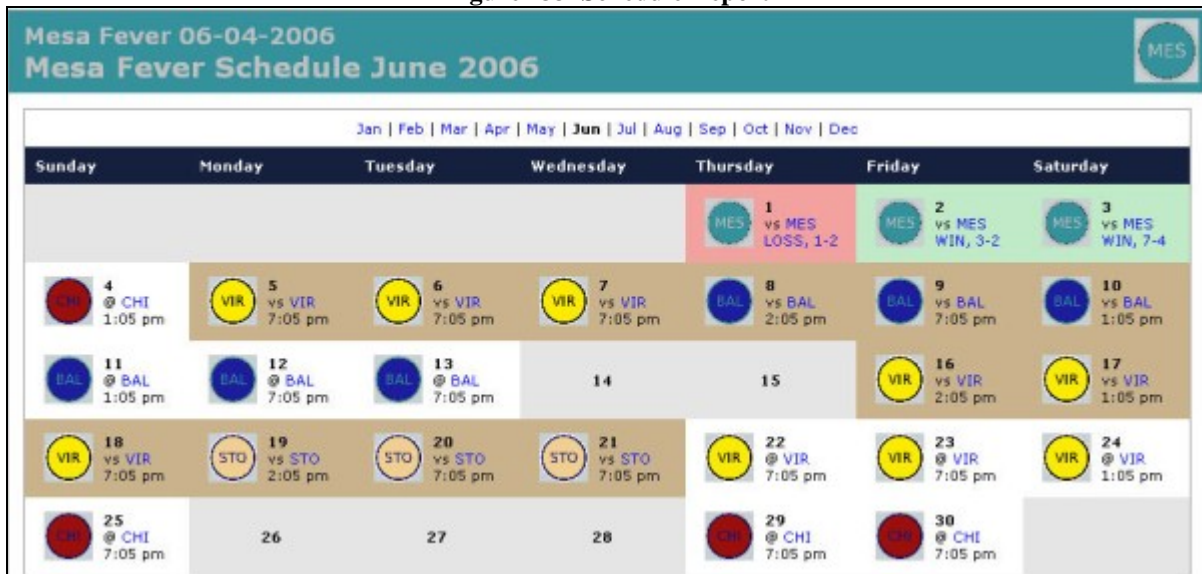 Mesa Fever 06-04-2006
Mesa Fever Schedule June 2006
MES
Jan | Feb | Mar | Apr | May | Jun | Jul | Aug | Sep | Oct | Nov | Dec
Sunday Monday Tuesday Wednesday Thursday Friday Saturday
MES 1 vs MES LOSS, 1-2
MES 2 vs MES WIN, 3-2
MES 3 vs MES WIN, 7-4
CHI 4 @ CHI 1:05 pm
VIR 5 vs VIR 7:05 pm
VIR 6 vs VIR 7:05 pm
VIR 7 vs VIR 7:05 pm
BAL 8 vs BAL 2:05 pm
BAL 9 vs BAL 7:05 pm
BAL 10 vs BAL 1:05 pm
BAL 11 @ BAL 1:05 pm
BAL 12 @ BAL 7:05 pm
BAL 13 @ BAL 7:05 pm
14
15
VIR 16 vs VIR 2:05 pm
VIR 17 vs VIR 1:05 pm
VIR 18 vs VIR 7:05 pm
STO 19 vs STO 2:05 pm
STO 20 vs STO 7:05 pm
STO 21 vs STO 7:05 pm
VIR 22 @ VIR 7:05 pm
VIR 23 @ VIR 7:05 pm
VIR 24 @ VIR 1:05 pm
CHI 25 @ CHI 7:05 pm
26
27
28
CHI 29 @ CHI 7:05 pm
CHI 30 @ CHI 7:05 pm